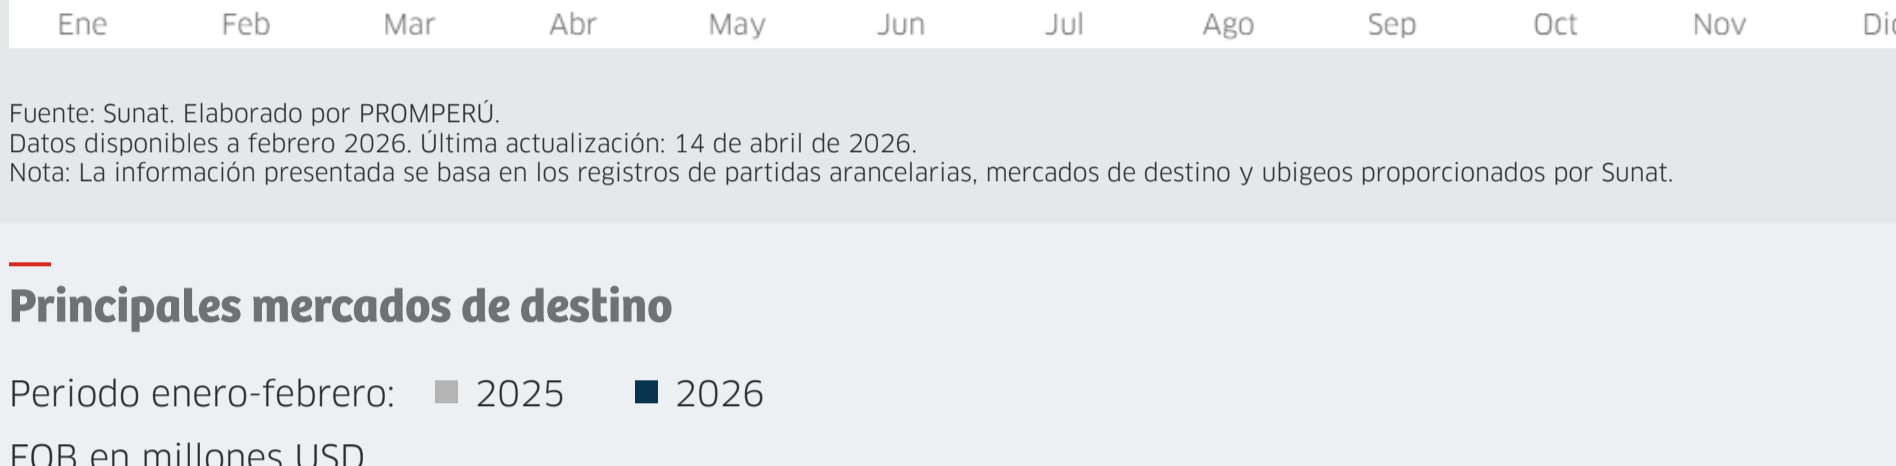 Ene Feb Mar Abr May Jun Jul Ago Sep Oct Nov
Fuente: Sunat. Elaborado por PROMPERÚ.
Datos disponibles a febrero 2026. Última actualización: 14 de abril de 2026.
Nota: La información presentada se basa en los registros de partidas arancelarias, mercados de destino y ubigeos proporcionados por Sunat.
Principales mercados de destino
Periodo enero-febrero: 2025 2026
FOB en millones USD